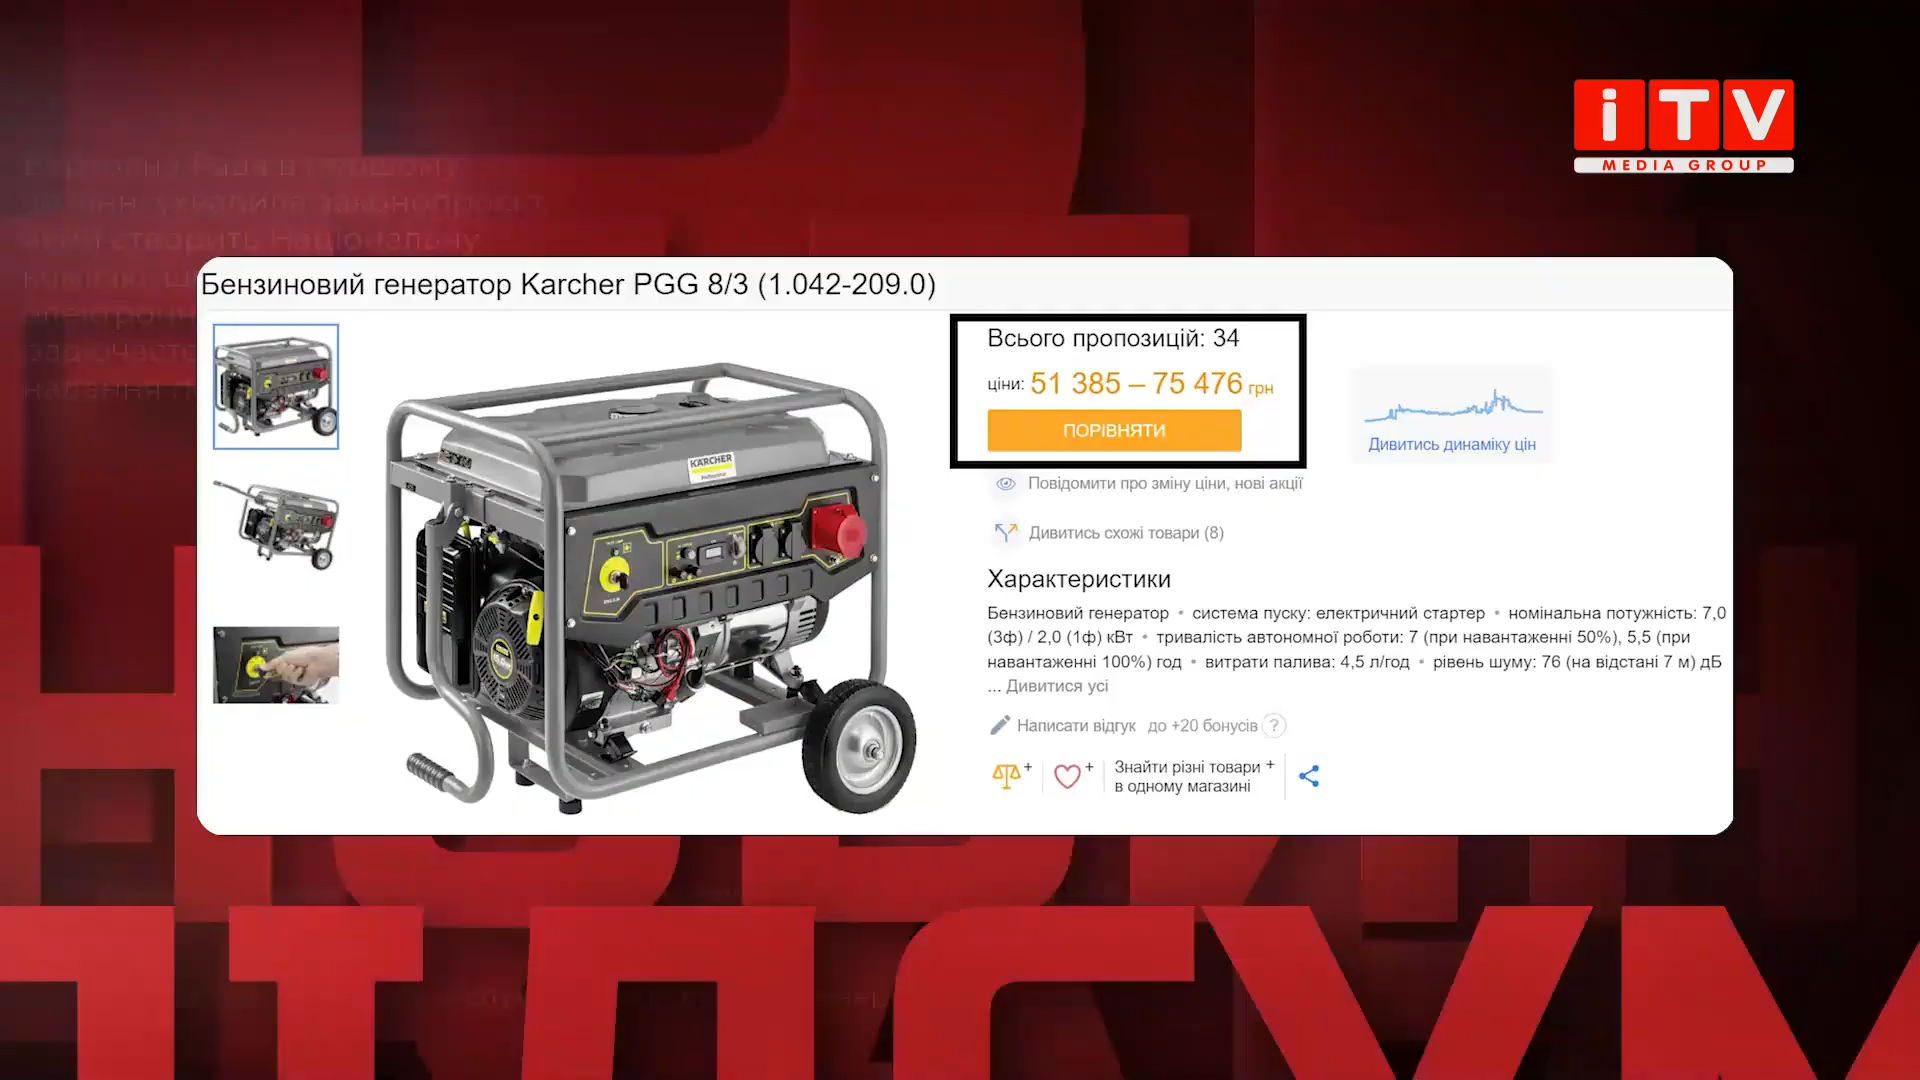 iTV
MEDIA GROUP
Бензиновий генератор Karcher PGG 8/3 (1.042-209.0)
Всього пропозицій: 34
ціни: 51 385 – 75 476 грн
ПОРІВНЯТИ
Дивитись динаміку цін
Повідомити про зміну ціни, нові акції
Дивитись схожі товари (8)
KÄRCHER
Professional
Характеристики
Бензиновий генератор • система пуску: електричний стартер • номінальна потужність: 7,0
(3ф) / 2,0 (1ф) кВт • тривалість автономної роботи: 7 (при навантаженні 50%), 5,5 (при
навантаженні 100%) год • витрати палива: 4,5 л/год • рівень шуму: 76 (на відстані 7 м) дБ
... Дивитися усі
Написати відгук до +20 бонусів ?
Знайти різні товари +
в одному магазині